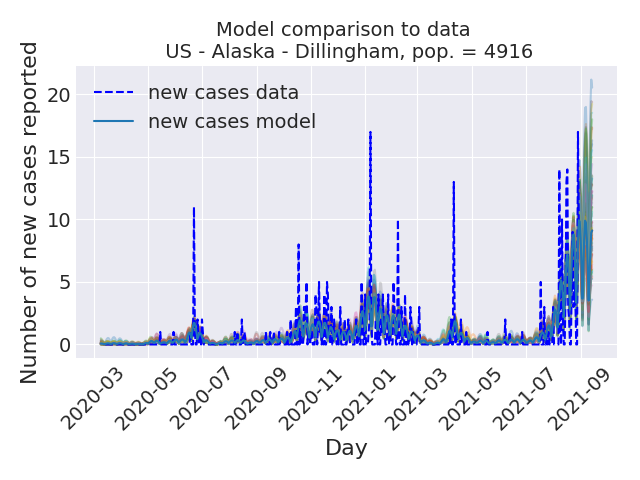 Model comparison to data
US - Alaska - Dillingham, pop. = 4916
Number of new cases reported
20
15
10
5
0
new cases data
new cases model
2020-03
2020-05
2020-07
2020-09
2020-11
2021-01
2021-03
2021-05
2021-07
2021-09
Day